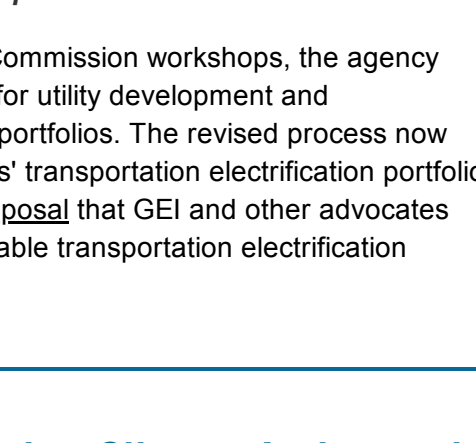 Commission workshops, the agency
for utility development and
portfolios. The revised process now
s' transportation electrification portfolio
posal that GEI and other advocates
able transportation electrification